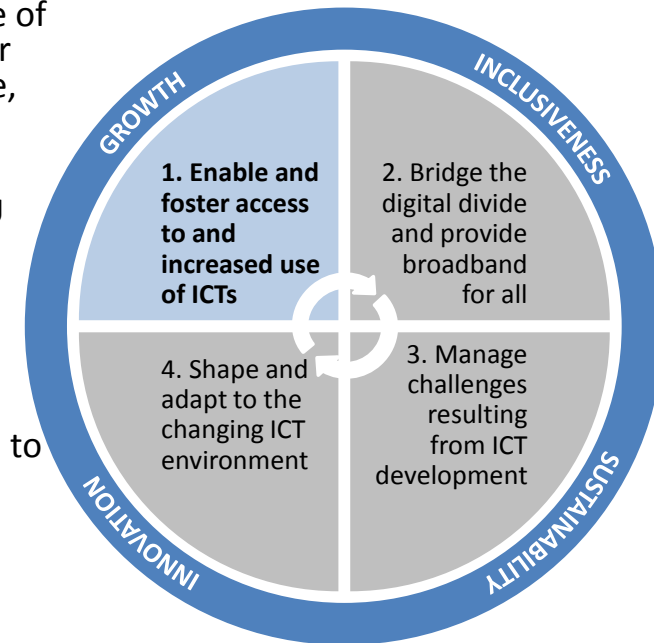 e of
r
e,
g
to
GROWTH
INCLUSIVENESS
1. Enable and
foster access
to and
increased use
of ICTs
2. Bridge the
digital divide
and provide
broadband
for all
4. Shape and
adapt to the
changing ICT
environment
3. Manage
challenges
resulting
from ICT
development
INNOVATION
SUSTAINABILITY